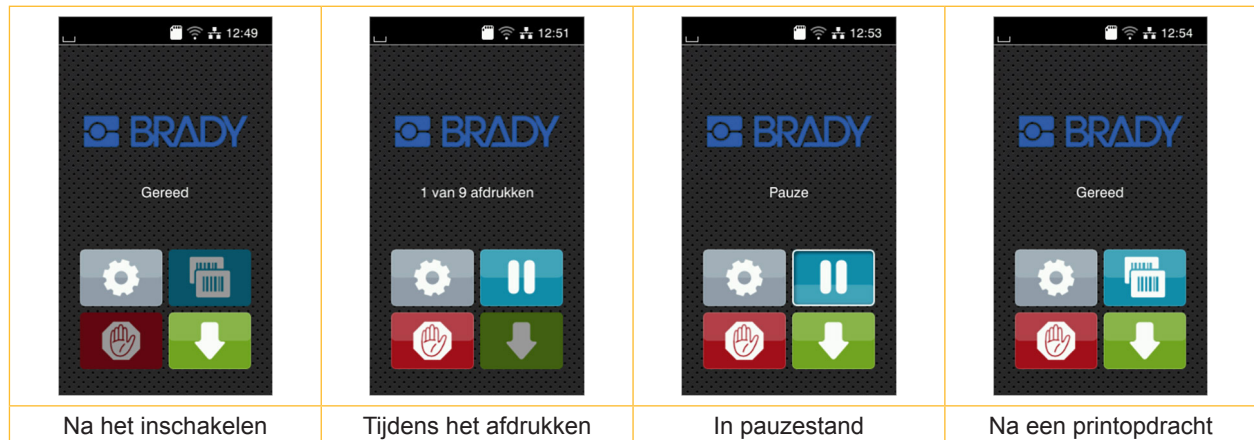 12:49
BRADY
Gereed
Na het inschakelen
12:51
BRADY
1 van 9 afdrukken
Tijdens het afdrukken
12:53
BRADY
Pauze
In pauzestand
12:54
BRADY
Gereed
Na een printopdracht